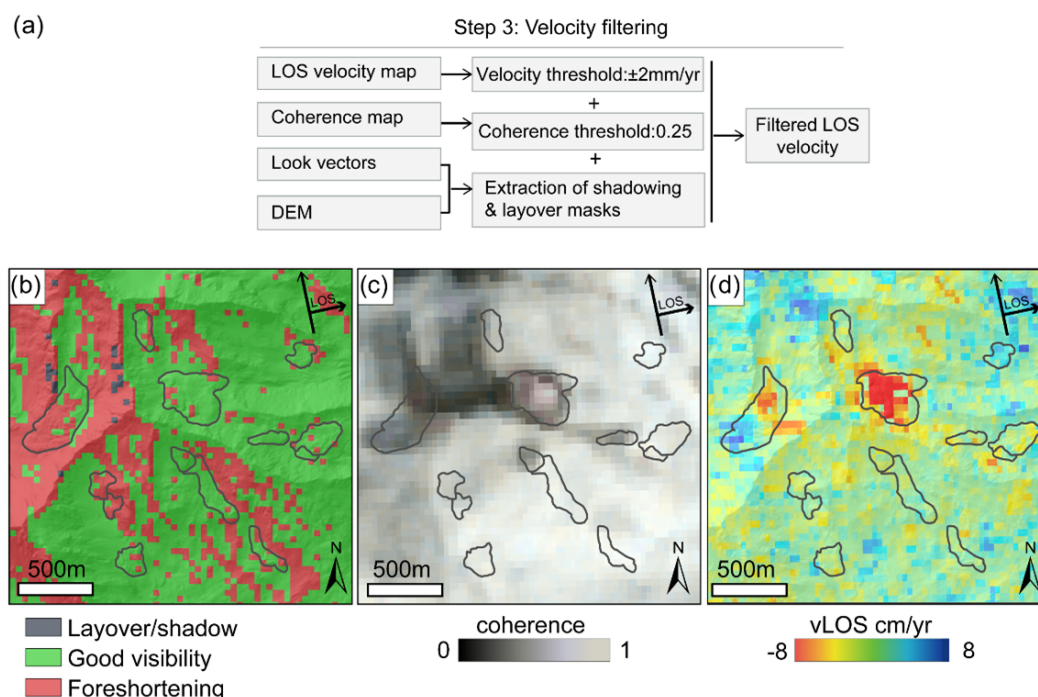 (a)
Step 3: Velocity filtering
LOS velocity map
Velocity threshold:±2mm/yr
+
Coherence map
Coherence threshold:0.25
Filtered LOS
velocity
+
Look vectors
Extraction of shadowing
& layover masks
DEM
(b)
LOS
500m
N
(c)
LOS
500m
N
(d)
LOS
500m
N
Layover/shadow
Good visibility
Foreshortening
coherence
0 1
vLOS cm/yr
-8 8